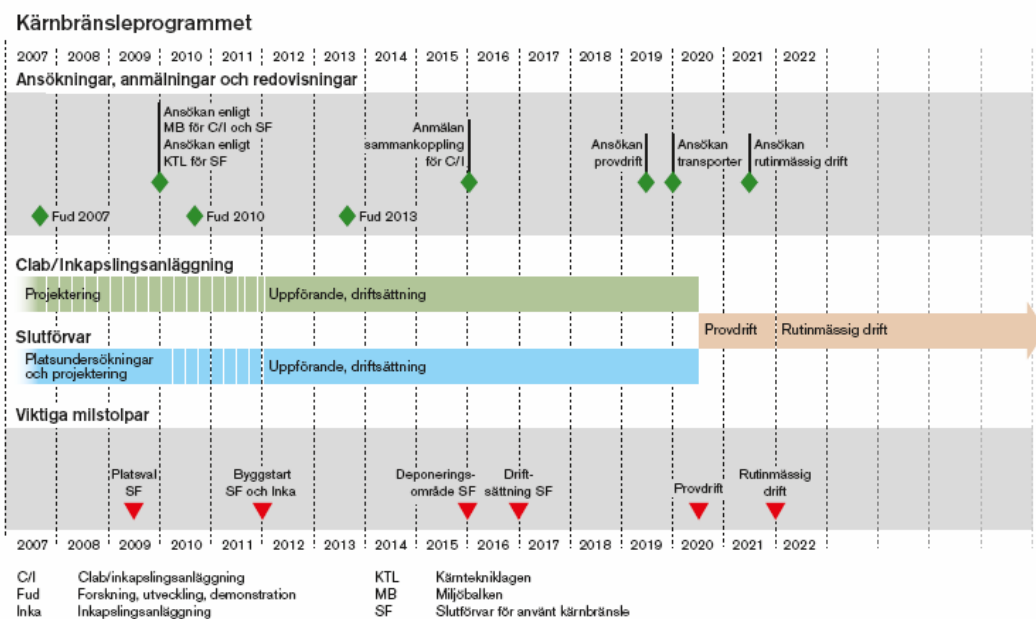 Kärnbränsleprogrammet
2007 2008 2009 2010 2011 2012 2013 2014 2015 2016 2017 2018 2019 2020 2021 2022
Ansökningar, anmälningar och redovisningar
Ansökan enligt
MB för C/I och SF
Ansökan enligt
KTL för SF
Anmälan
sammankoppling
för C/I
Ansökan
provdrift
Ansökan
transporter
Ansökan
rutinmässig drift
Fud 2007
Fud 2010
Fud 2013
Clab/Inkapslingsanläggning
Projektering
Uppförande, driftsättning
Provdrift
Rutinmässig drift
Slutförvar
Platsundersökningar
och projektering
Uppförande, driftsättning
Viktiga milstolpar
Platsval
SF
Byggstart
SF och Inka
Deponerings-
område SF
Drift-
sättning SF
Provdrift
Rutinmässig
drift
2007 2008 2009 2010 2011 2012 2013 2014 2015 2016 2017 2018 2019 2020 2021 2022
C/I Clab/inkapslingsanläggning
Fud Forskning, utveckling, demonstration
Inka Inkapslingsanläggning
KTL Kärntekniklagen
MB Miljöbalken
SF Slutförvar för använt kärnbränsle